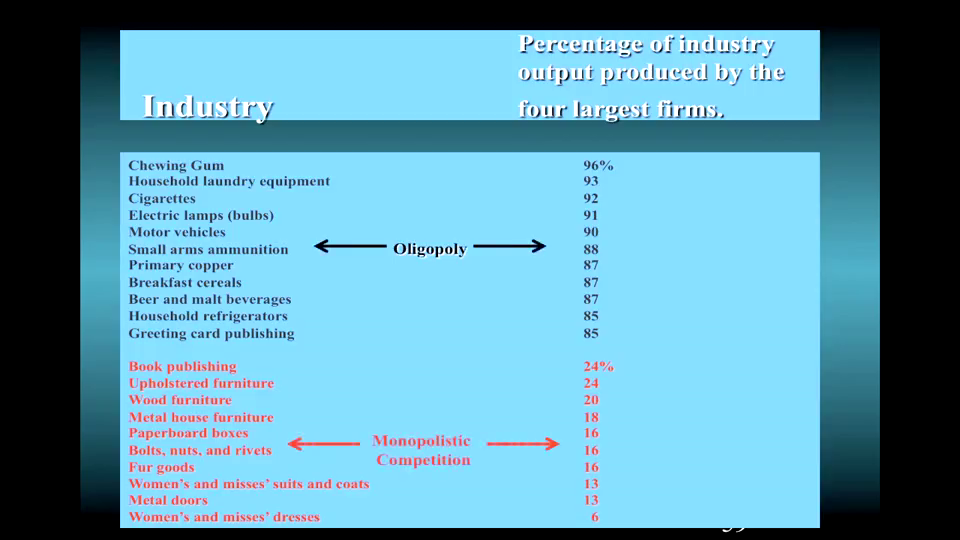 Industry
Percentage of industry
output produced by the
four largest firms.
Chewing Gum 96%
Household laundry equipment 93
Cigarettes 92
Electric lamps (bulbs) 91
Motor vehicles 90
Small arms ammunition 88
Oligopoly
Primary copper 87
Breakfast cereals 87
Beer and malt beverages 87
Household refrigerators 85
Greeting card publishing 85
Book publishing 24%
Upholstered furniture 24
Wood furniture 20
Metal house furniture 18
Paperboard boxes 16
Bolts, nuts, and rivets 16
Monopolistic
Competition
Fur goods 16
Women's and misses' suits and coats 13
Metal doors 13
Women's and misses' dresses 6